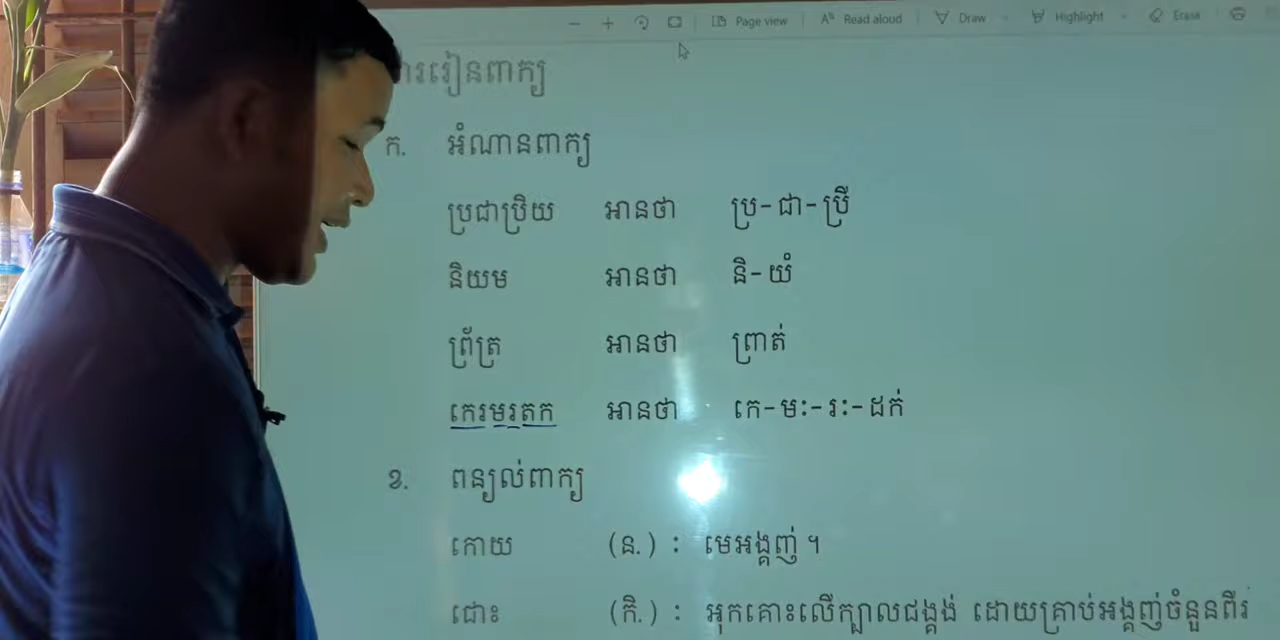 Page view Read aloud Draw Highlight Erase
រៀនពាក្យ
ក. អំណានពាក្យ
ប្រជាប្រិយ អានថា ប្រ-ជា-ប្រី
និយម អានថា និ-យំ
ព្រ័ត្រ អានថា ព្រាត់
កេរមរតក អានថា កេ-មៈ-រៈ-ដក់
ខ. ពន្យល់ពាក្យ
កោយ (ន.) ៖ មេអង្គញ់ ។
ជោះ (កិ.) ៖ អុកគោះលើក្បាលជង្គង់ ដោយគ្រាប់អង្គញ់ចំនួនពីរ